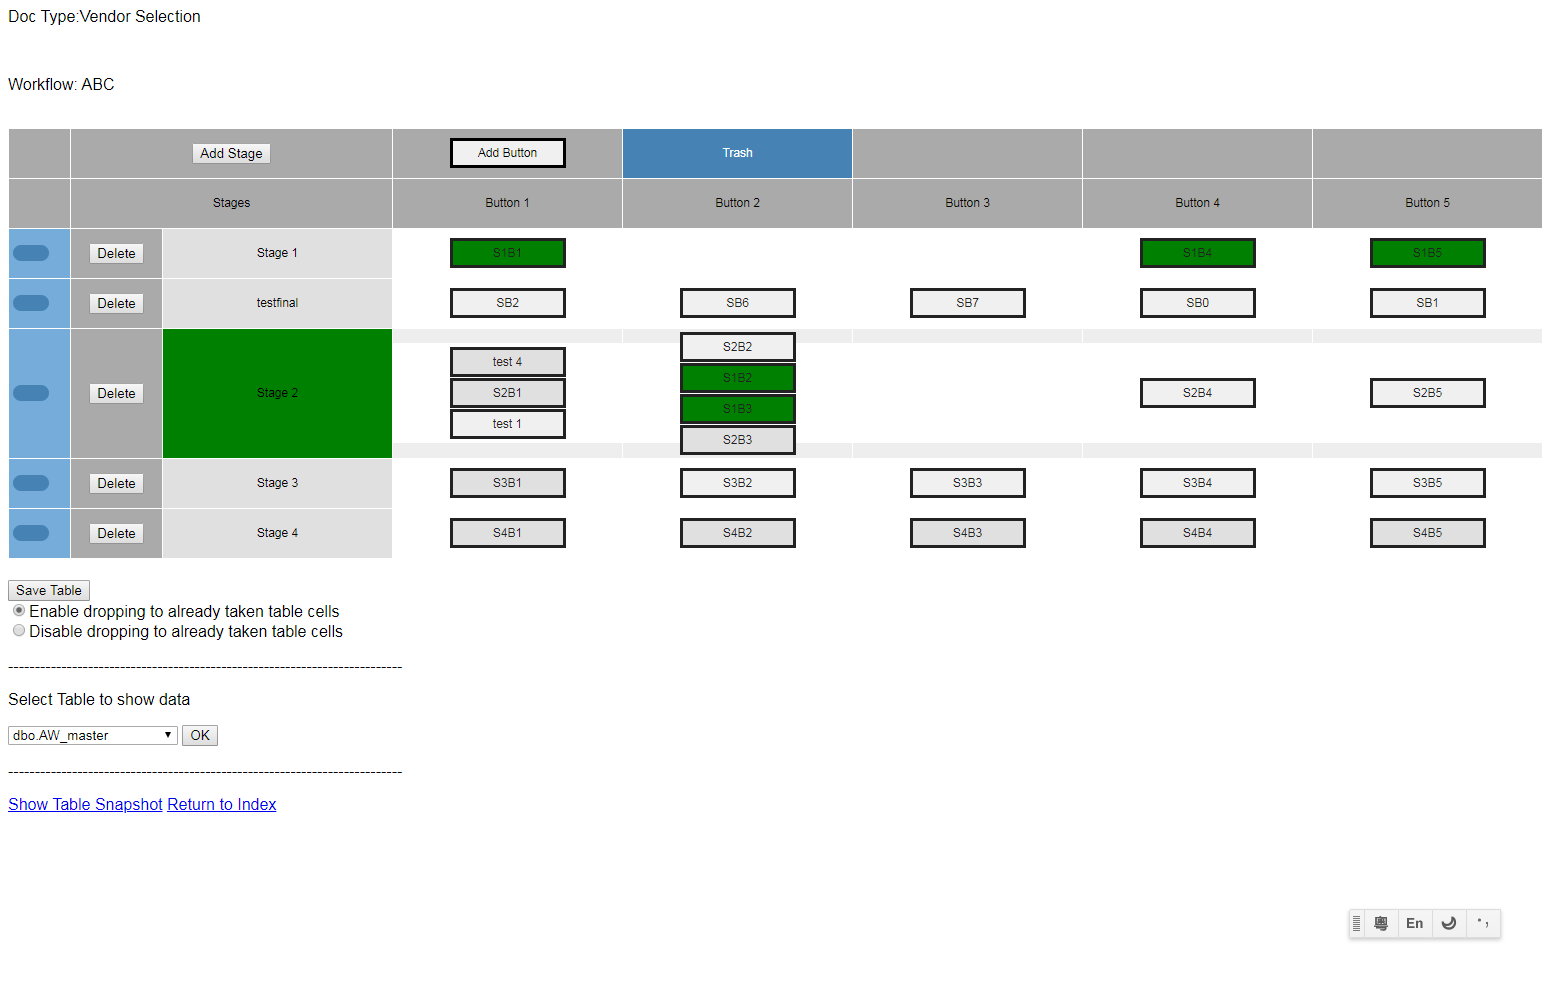 Doc Type:Vendor Selection
Workflow: ABC
Add Stage Add Button Trash
Stages Button 1 Button 2 Button 3 Button 4 Button 5
Delete Stage 1 S1B1 S1B4 S1B5
Delete testfinal SB2 SB6 SB7 SB0 SB1
S2B2
test 4
S1B2
Delete Stage 2 S2B1 S2B4 S2B5
S1B3
test 1
S2B3
Delete Stage 3 S3B1 S3B2 S3B3 S3B4 S3B5
Delete Stage 4 S4B1 S4B2 S4B3 S4B4 S4B5
Save Table
Enable dropping to already taken table cells
Disable dropping to already taken table cells
--------------------------------------------------------------------------
Select Table to show data
dbo.AW_master OK
--------------------------------------------------------------------------
Show Table Snapshot Return to Index
粤 En